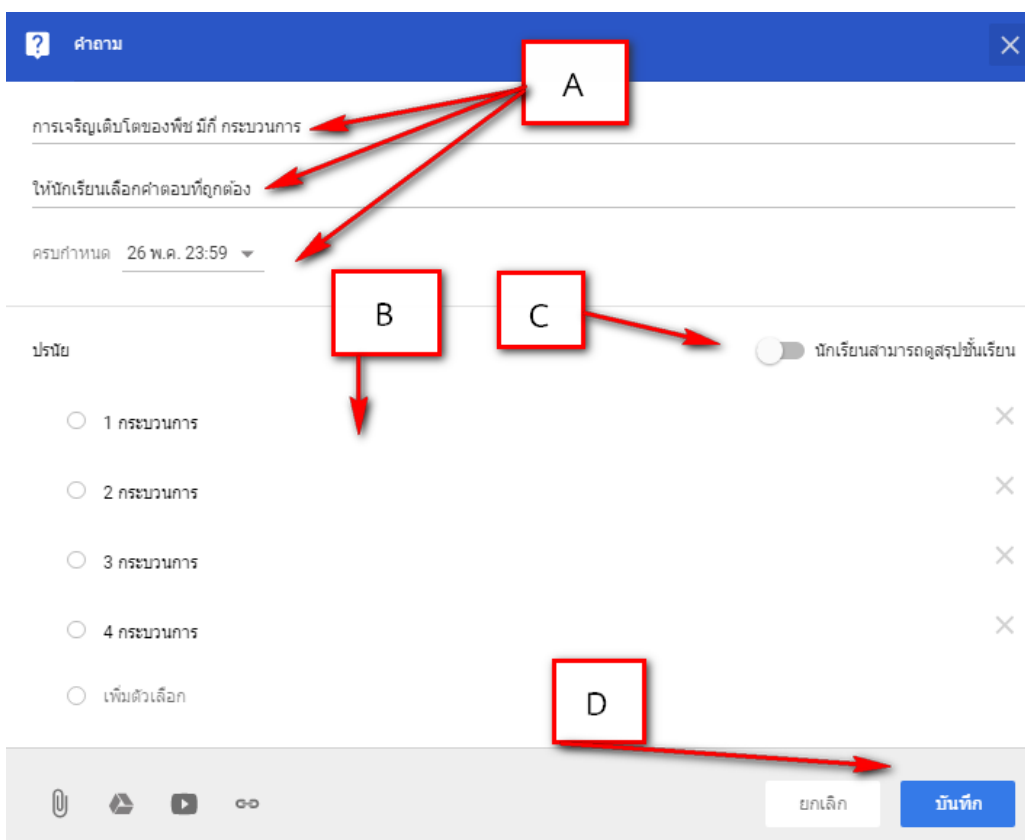 คำถาม
A
การเจริญเติบโตของพืช มีกี่ กระบวนการ
ให้นักเรียนเลือกคำตอบที่ถูกต้อง
ครบกำหนด 26 พ.ค. 23:59
B
C
ปรนัย
นักเรียนสามารถดูสรุปชั้นเรียน
1 กระบวนการ
2 กระบวนการ
3 กระบวนการ
4 กระบวนการ
เพิ่มตัวเลือก
D
ยกเลิก
บันทึก